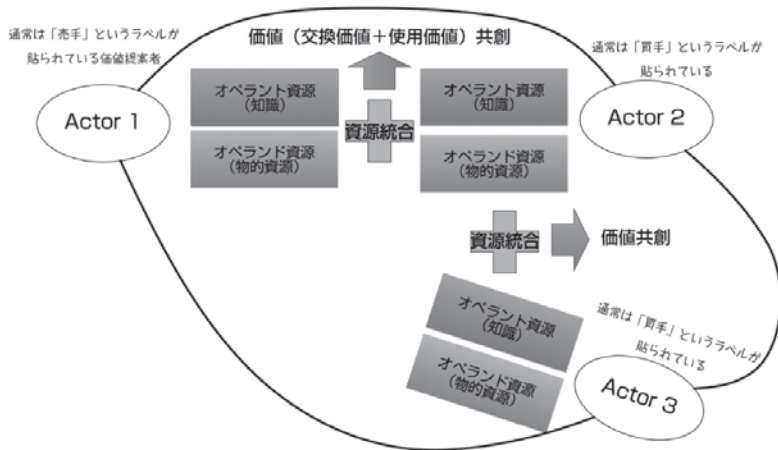 通常は「売手」というラベルが
貼られている価値提案者
Actor 1
価値（交換価値＋使用価値）共創
オペラント資源
（知識）
オペランド資源
（物的資源）
資源統合
オペラント資源
（知識）
オペランド資源
（物的資源）
通常は「買手」というラベルが
貼られている
Actor 2
資源統合
価値共創
オペラント資源
（知識）
オペランド資源
（物的資源）
通常は「買手」というラベルが
貼られている
Actor 3